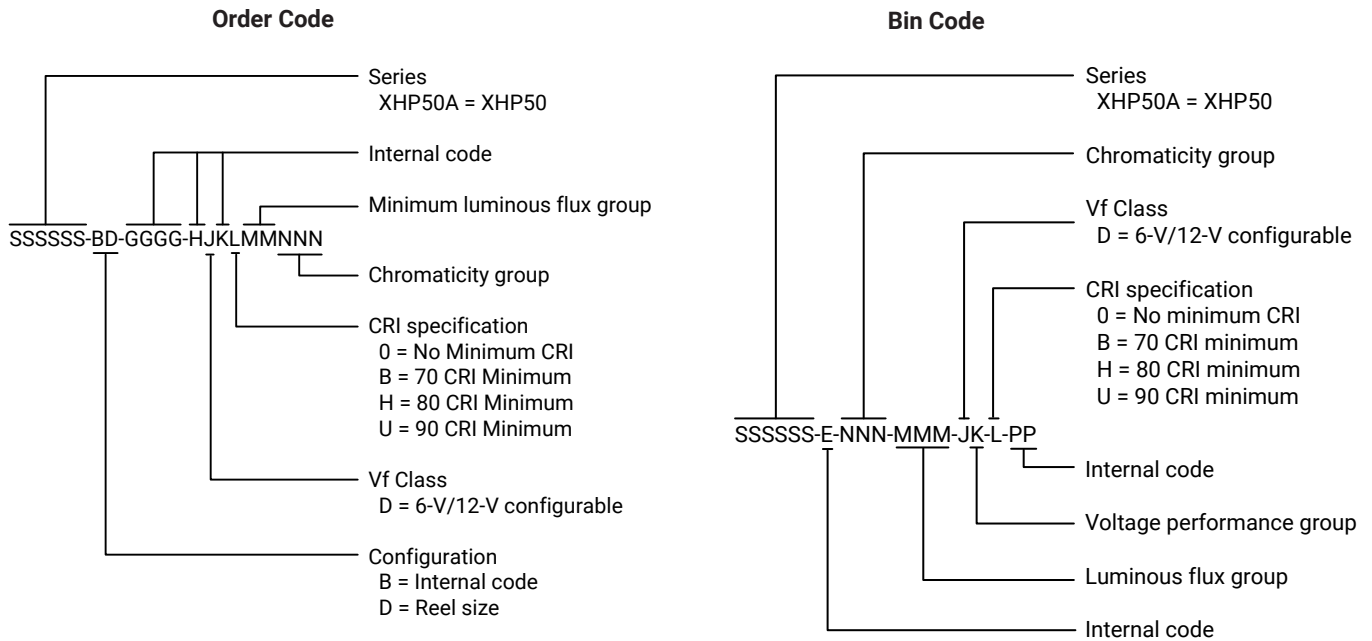 Order Code
Series
XHP50A = XHP50
Internal code
Minimum luminous flux group
SSSSSS-BD-GGGG-HJKLMMNNN
Chromaticity group
CRI specification
0 = No Minimum CRI
B = 70 CRI Minimum
H = 80 CRI Minimum
U = 90 CRI Minimum
Vf Class
D = 6-V/12-V configurable
Configuration
B = Internal code
D = Reel size
Bin Code
Series
XHP50A = XHP50
Chromaticity group
Vf Class
D = 6-V/12-V configurable
CRI specification
0 = No minimum CRI
B = 70 CRI minimum
H = 80 CRI minimum
U = 90 CRI minimum
SSSSSS-E-NNN-MMM-JK-L-PP
Internal code
Voltage performance group
Luminous flux group
Internal code